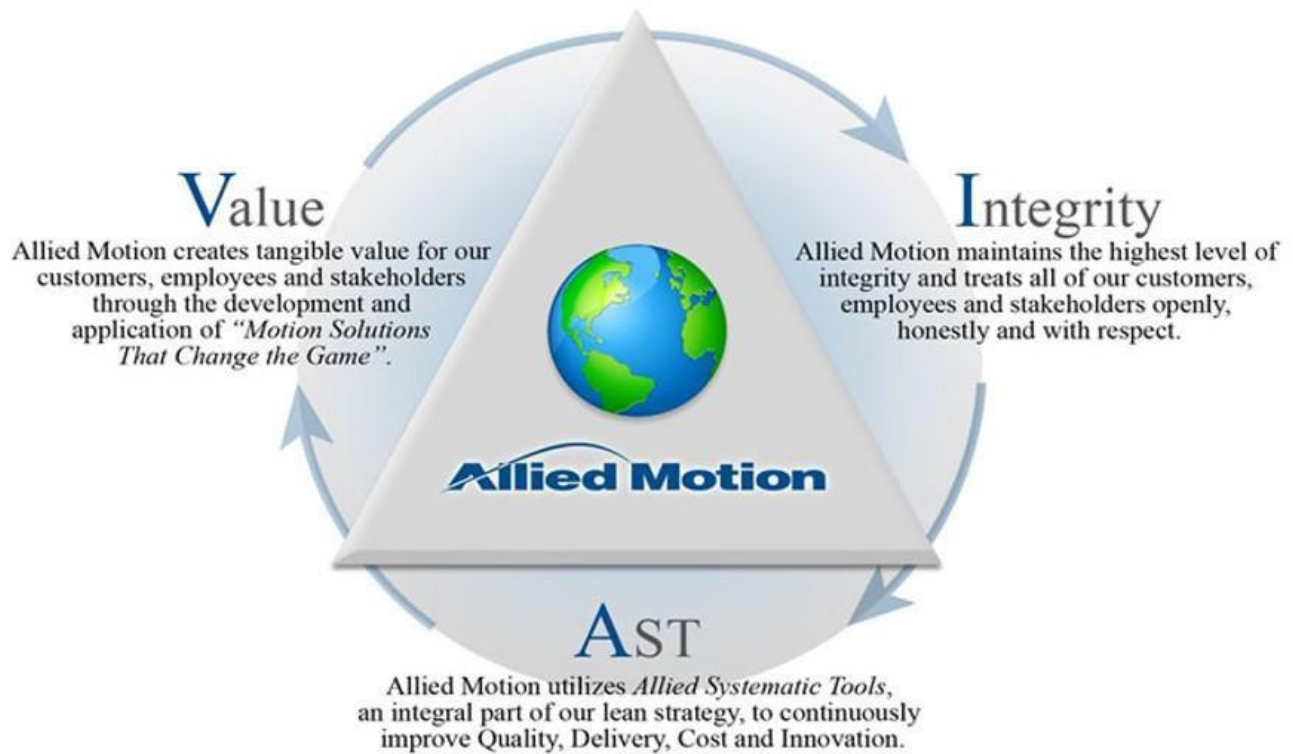 Value
Allied Motion creates tangible value for our
customers, employees and stakeholders
through the development and
application of “Motion Solutions
That Change the Game”.
Integrity
Allied Motion maintains the highest level of
integrity and treats all of our customers,
employees and stakeholders openly,
honestly and with respect.
Allied Motion
AST
Allied Motion utilizes Allied Systematic Tools,
an integral part of our lean strategy, to continuously
improve Quality, Delivery, Cost and Innovation.